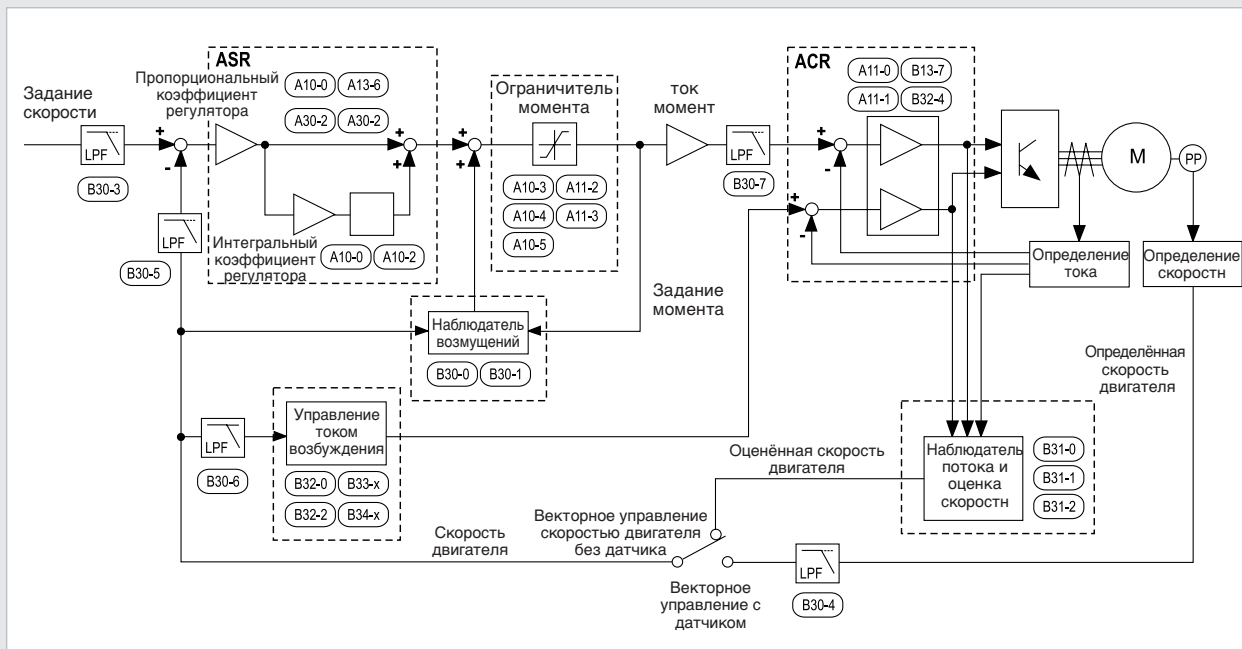 ASR
Пропорциональный
коэффициент
регулятора
A10-0 A13-6
A30-2 A30-2
Задание
скорости
LPF
B30-3
+
-
+
+
+
+
LPF
B30-5
Интегральный
коэффициент
регулятора
A10-0 A10-2
Ограничитель
момента
A10-3 A11-2
A10-4 A11-3
A10-5
ток
момент
LPF
B30-7
ACR
A11-0 B13-7
A11-1 B32-4
+
-
+
-
M
PP
Определение
тока
Определение
скоростн
Задание
момента
Наблюдатель
возмущений
B30-0 B30-1
Определённая
скорость
двигателя
LPF
B30-6
Управление
током
возбуждения
B32-0 B33-x
B32-2 B34-x
Оценённая скорость
двигателя
Наблюдатель
потока и
оценка
скоростн
B31-0
B31-1
B31-2
Скорость
двигателя
Векторное управление
скоростью двигателя
без датчика
Векторное
управление с
датчиком
LPF
B30-4